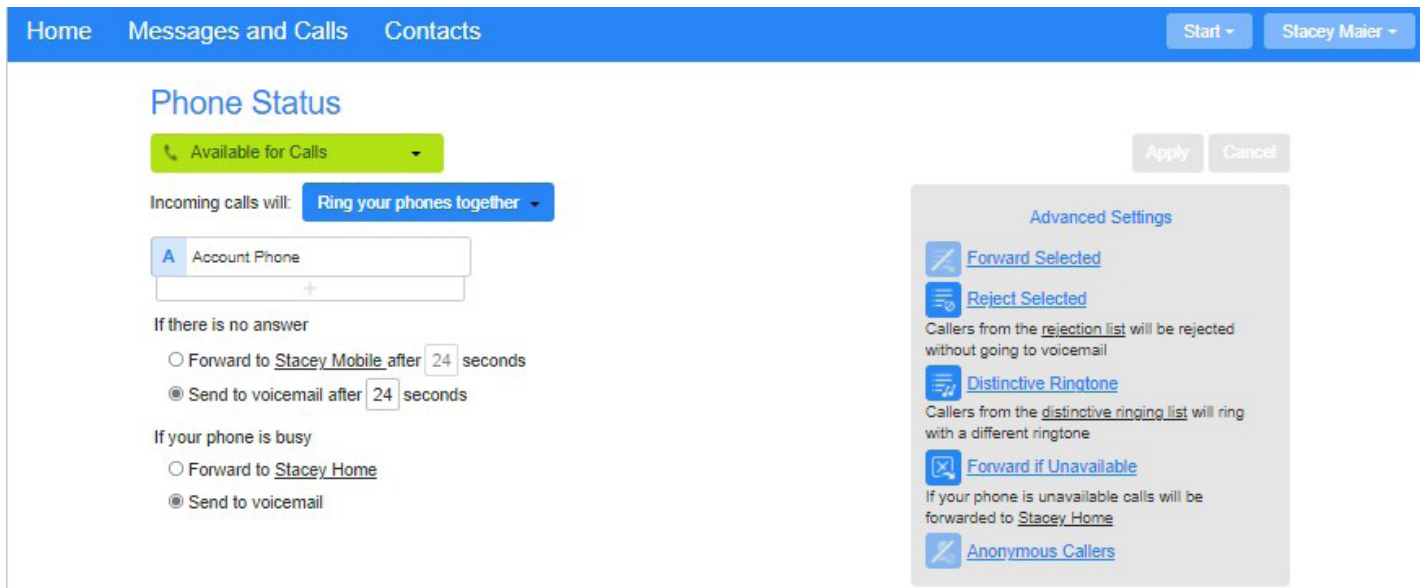 Home Messages and Calls Contacts Start Stacey Maier
Phone Status
Available for Calls
Apply Cancel
Incoming calls will: Ring your phones together
A Account Phone
+
If there is no answer
Forward to Stacey Mobile after 24 seconds
Send to voicemail after 24 seconds
If your phone is busy
Forward to Stacey Home
Send to voicemail
Advanced Settings
Forward Selected
Reject Selected
Callers from the rejection list will be rejected
without going to voicemail
Distinctive Ringtone
Callers from the distinctive ringing list will ring
with a different ringtone
Forward if Unavailable
If your phone is unavailable calls will be
forwarded to Stacey Home
Anonymous Callers